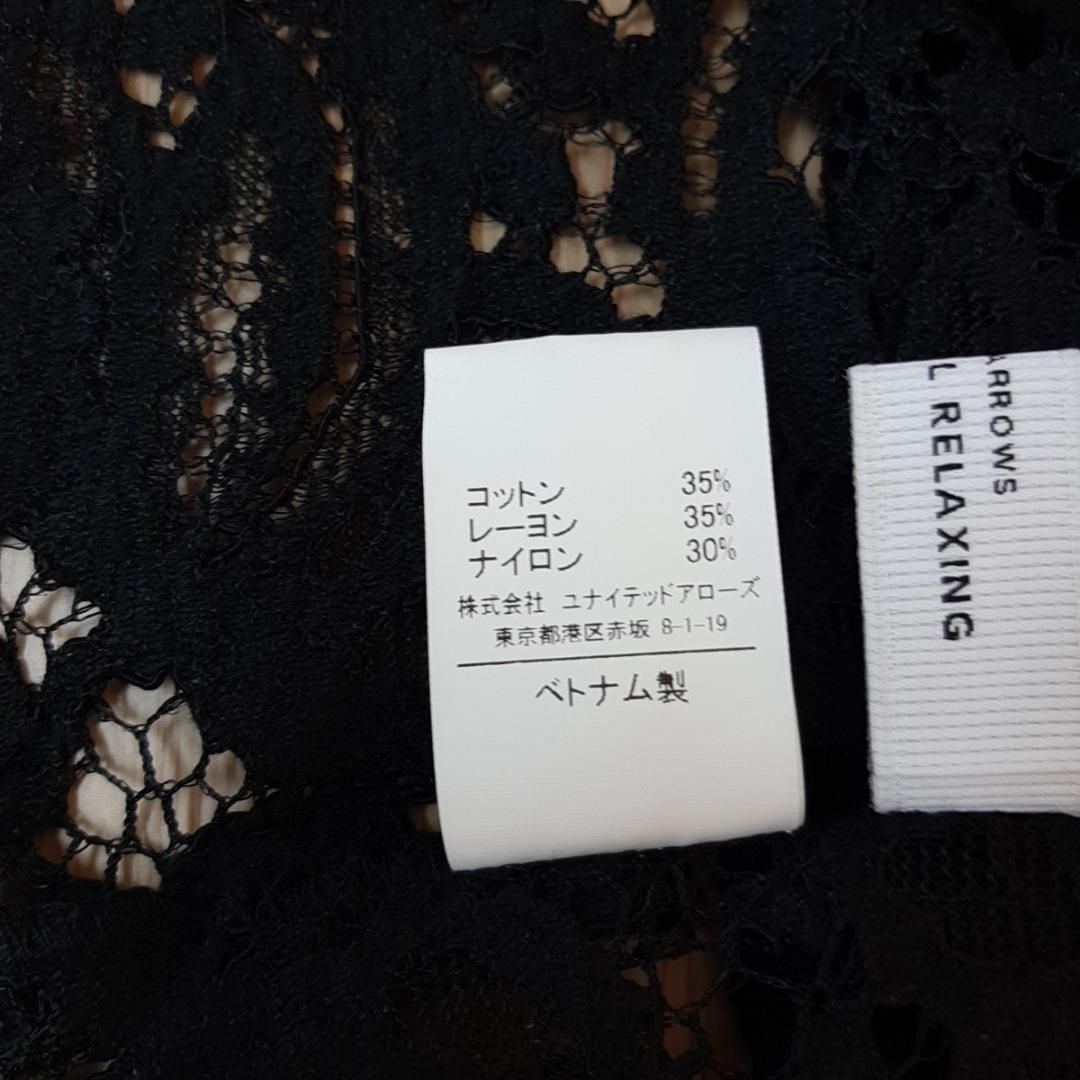 コットン 35%
レーヨン 35%
ナイロン 30%
株式会社 ユナイテッドアローズ
東京都港区赤坂 8-1-19
ベトナム製
ARROWS
L RELAXING